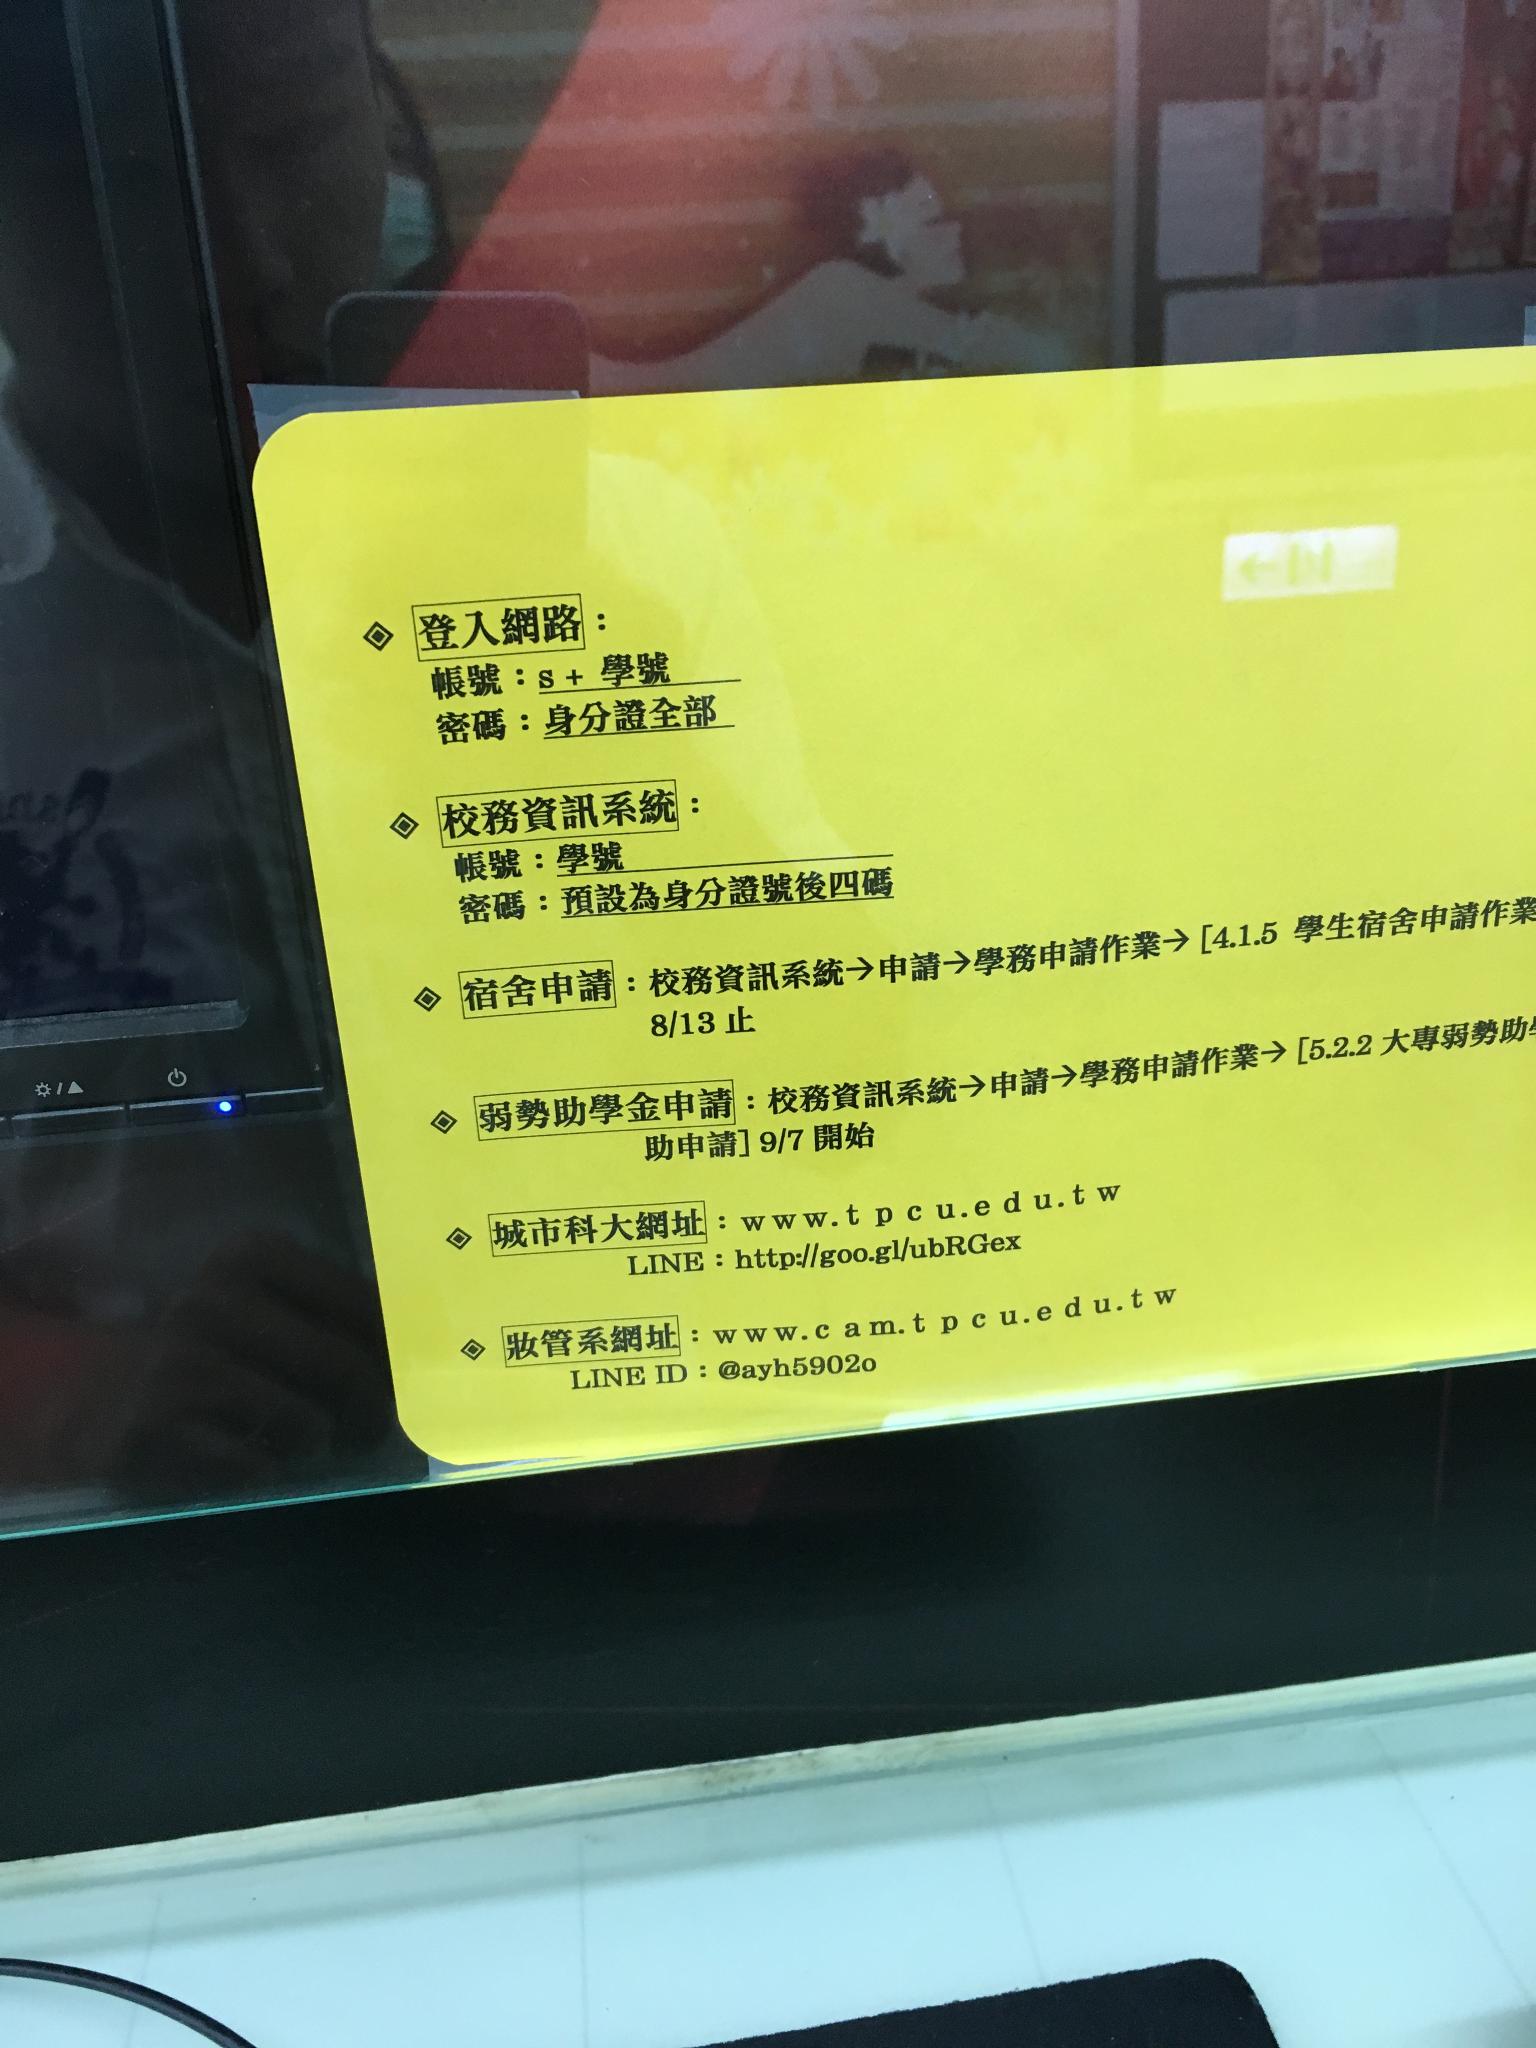 登入網路：
帳號：s + 學號
密碼：身分證全部
校務資訊系統：
帳號：學號
密碼：預設為身分證號後四碼
宿舍申請：校務資訊系統→申請→學務申請作業→ [4.1.5 學生宿舍申請作業
8/13 止
弱勢助學金申請：校務資訊系統→申請→學務申請作業→ [5.2.2 大專弱勢助學
助申請] 9/7 開始
城市科大網址：www.tpcu.edu.tw
LINE：http://goo.gl/ubRGex
妝管系網址：www.cam.tpcu.edu.tw
LINE ID：@ayh5902o